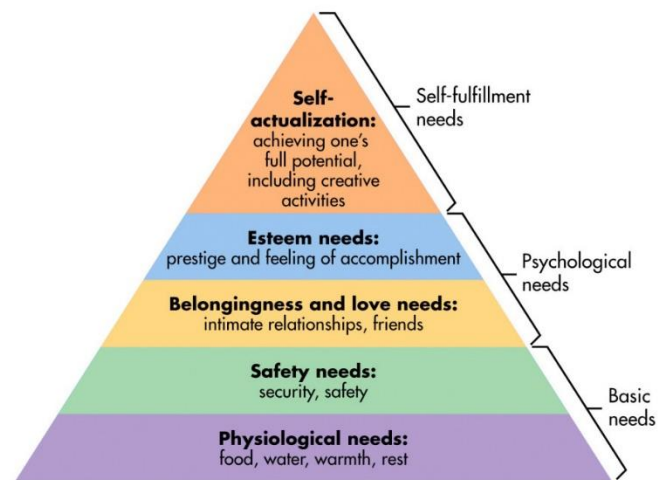 Self-
actualization:
achieving one's
full potential,
including creative
activities
Self-fulfillment
needs
Esteem needs:
prestige and feeling of accomplishment
Psychological
needs
Belongingness and love needs:
intimate relationships, friends
Safety needs:
security, safety
Basic
needs
Physiological needs:
food, water, warmth, rest